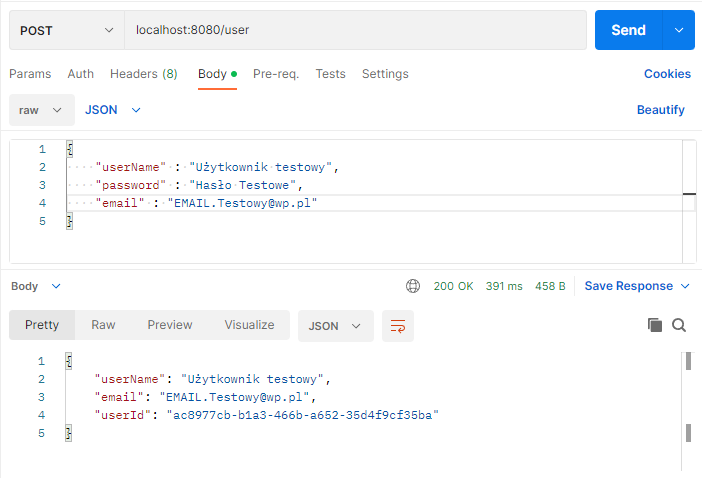 POST localhost:8080/user Send
Params Auth Headers (8) Body Pre-req. Tests Settings Cookies
raw JSON Beautify
1 {
2 "userName" : "Użytkownik testowy",
3 "password" : "Hasło Testowe",
4 "email" : "EMAIL.Testowy@wp.pl"
5 }
Body 200 OK 391 ms 458 B Save Response
Pretty Raw Preview Visualize JSON
1 {
2 "userName": "Użytkownik testowy",
3 "email": "EMAIL.Testowy@wp.pl",
4 "userId": "ac8977cb-b1a3-466b-a652-35d4f9cf35ba"
5 }